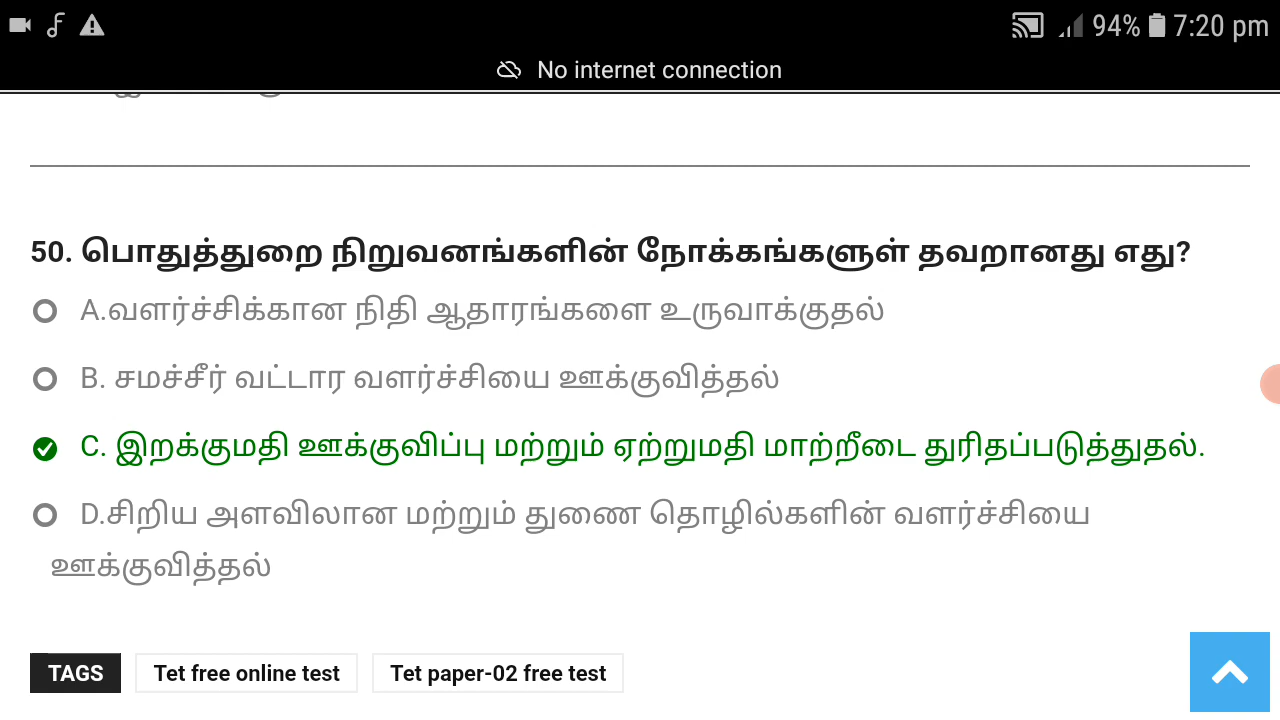 94% 7:20 pm
No internet connection
50. பொதுத்துறை நிறுவனங்களின் நோக்கங்களுள் தவறானது எது?
A.வளர்ச்சிக்கான நிதி ஆதாரங்களை உருவாக்குதல்
B. சமச்சீர் வட்டார வளர்ச்சியை ஊக்குவித்தல்
C. இறக்குமதி ஊக்குவிப்பு மற்றும் ஏற்றுமதி மாற்றீடை துரிதப்படுத்துதல்.
D.சிறிய அளவிலான மற்றும் துணை தொழில்களின் வளர்ச்சியை
ஊக்குவித்தல்
TAGS Tet free online test Tet paper-02 free test